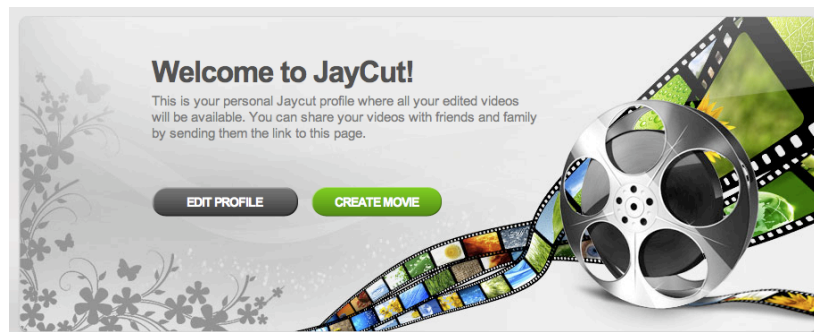 Welcome to JayCut!
This is your personal Jaycut profile where all your edited videos
will be available. You can share your videos with friends and family
by sending them the link to this page.
EDIT PROFILE
CREATE MOVIE